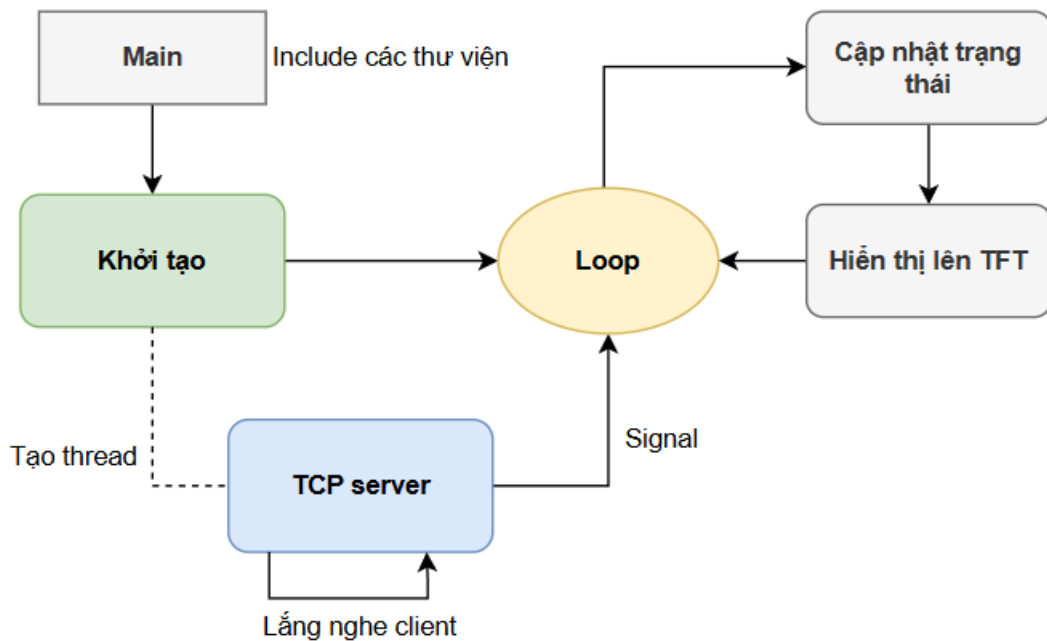 Main
Include các thư viện
Cập nhật trạng
thái
Khởi tạo
Loop
Hiển thị lên TFT
Tạo thread
TCP server
Signal
Lắng nghe client